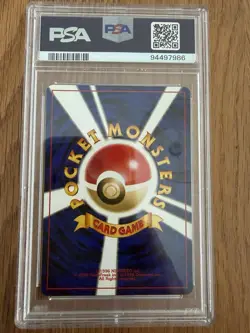 PSA
PSA
94497986
POCKET MONSTERS
CARD GAME